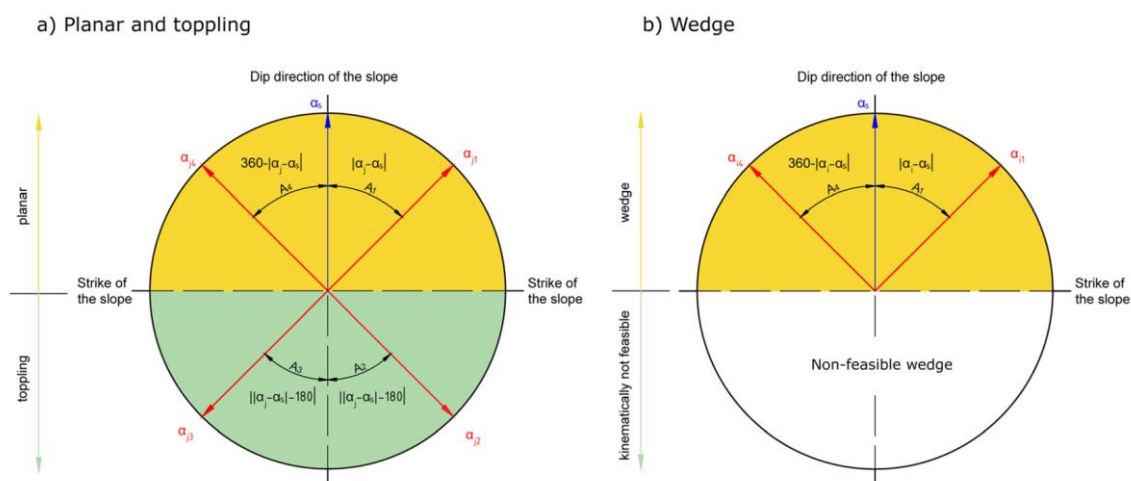 a) Planar and toppling
Dip direction of the slope
αs
αj4
360-|αj-αs|
|αj-αs|
αj1
A4
A1
planar
Strike of
the slope
Strike of
the slope
toppling
A3
A2
||αj-αs|-180|
||αj-αs|-180|
αj3
αj2
b) Wedge
Dip direction of the slope
αs
αi4
360-|αi-αs|
|αi-αs|
αi1
A4
A1
wedge
Strike of
the slope
kinematically not feasible
Non-feasible wedge